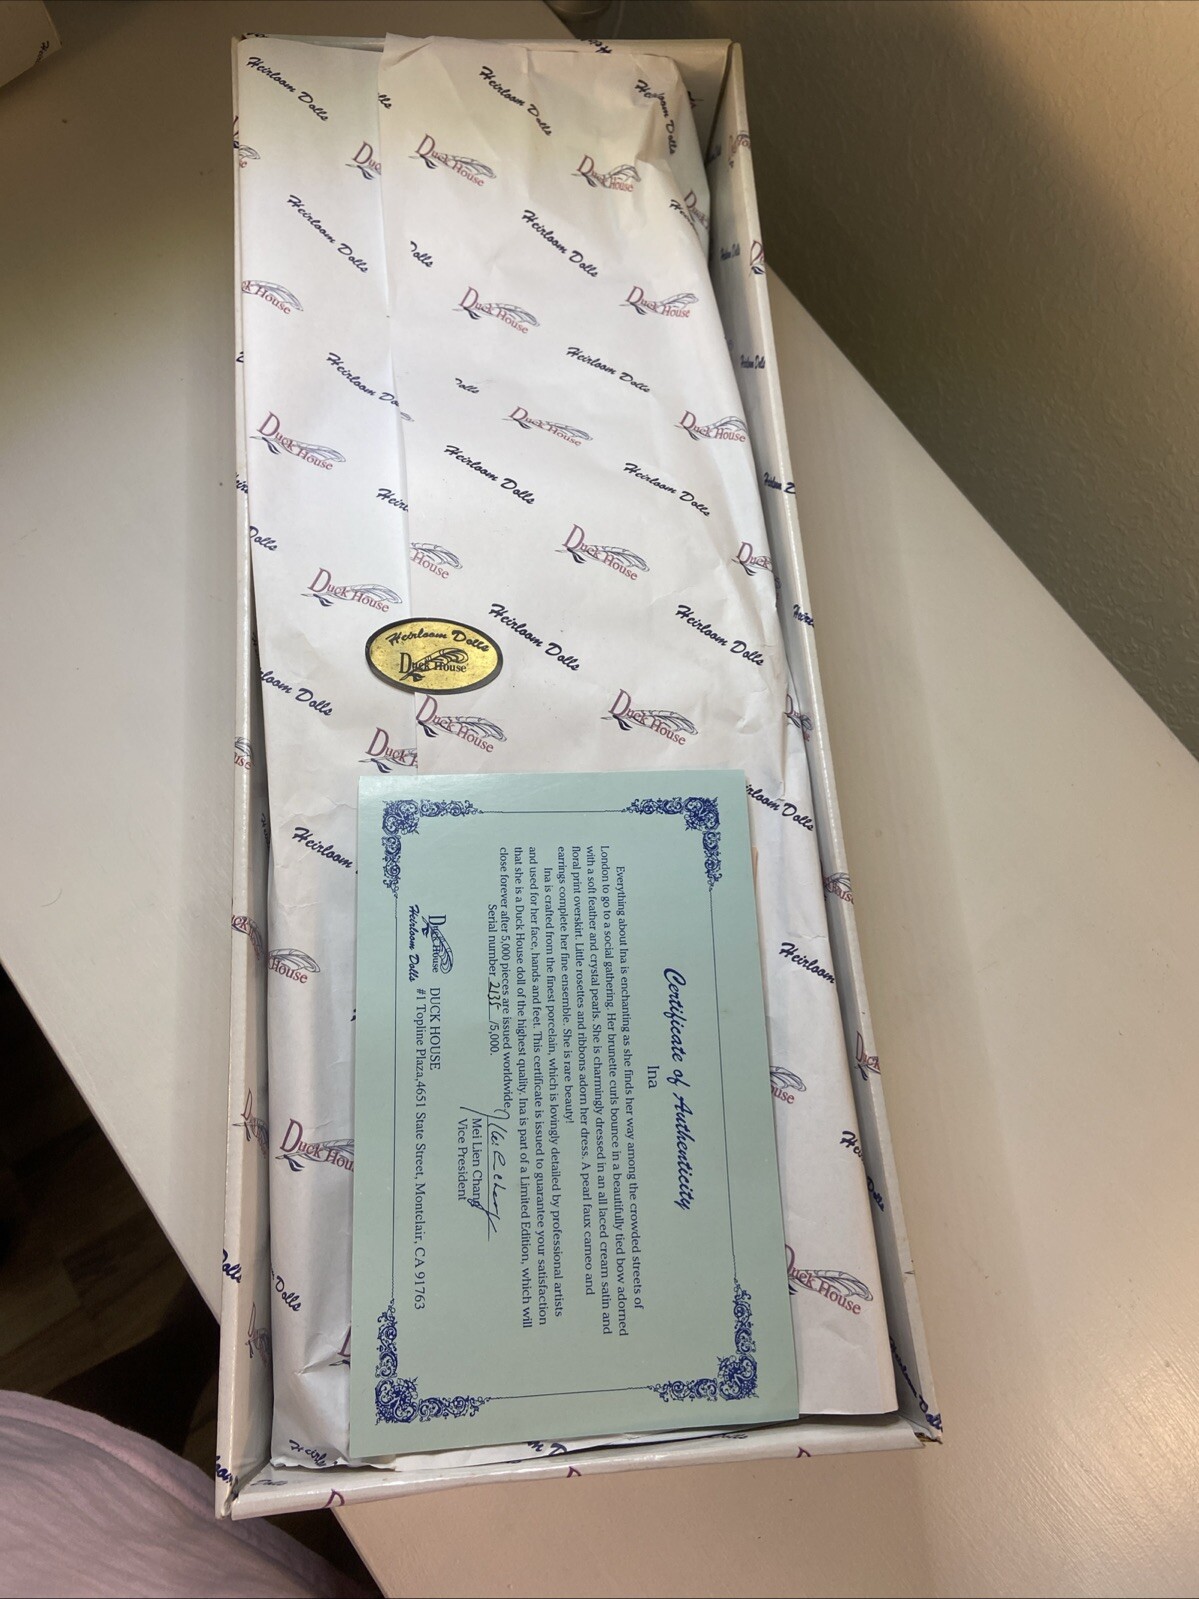 Heirloom Dolls
Duck House
Heirloom Dolls
Duck House
Certificate of Authenticity
Ina
Everything about Ina is enchanting as she finds her way among the crowded streets of
London to go to a social gathering. Her brunette curls bounce in a beautifully tied bow adorned
with a soft feather and crystal pearls. She is charmingly dressed in an all laced cream satin and
floral print overskirt. Little rosettes and ribbons adorn her dress. A pearl faux cameo and
earrings complete her fine ensemble. She is rare beauty!
Ina is crafted from the finest porcelain, which is lovingly detailed by professional artists
and used for her face, hands and feet. This certificate is issued to guarantee your satisfaction
that she is a Duck House doll of the highest quality. Ina is part of a Limited Edition, which will
close forever after 5,000 pieces are issued worldwide.
Serial number 2135 /5,000.
Mei Lien Chang
Vice President
Duck House
Heirloom Dolls
DUCK HOUSE
#1 Topline Plaza,4651 State Street, Montclair, CA 91763